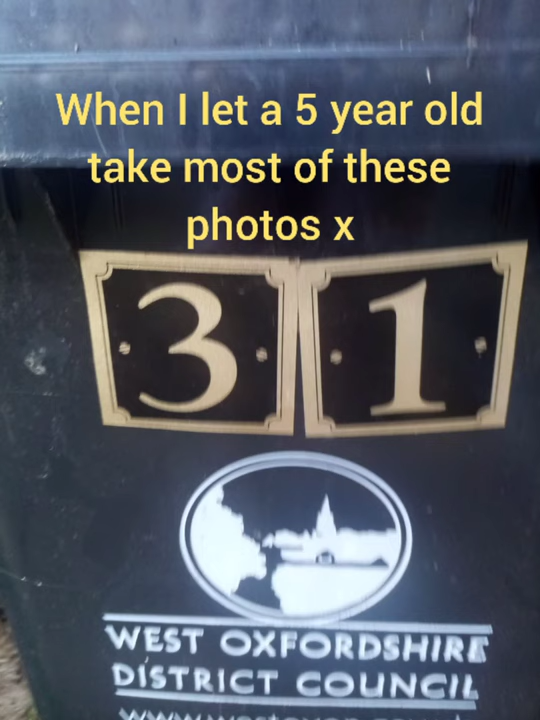 When I let a 5 year old
take most of these
photos x
3 1
WEST OXFORDSHIRE
DISTRICT COUNCIL